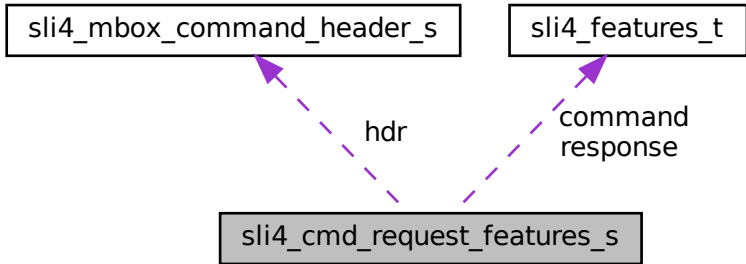 sli4_mbox_command_header_s
sli4_features_t
hdr
command
response
sli4_cmd_request_features_s